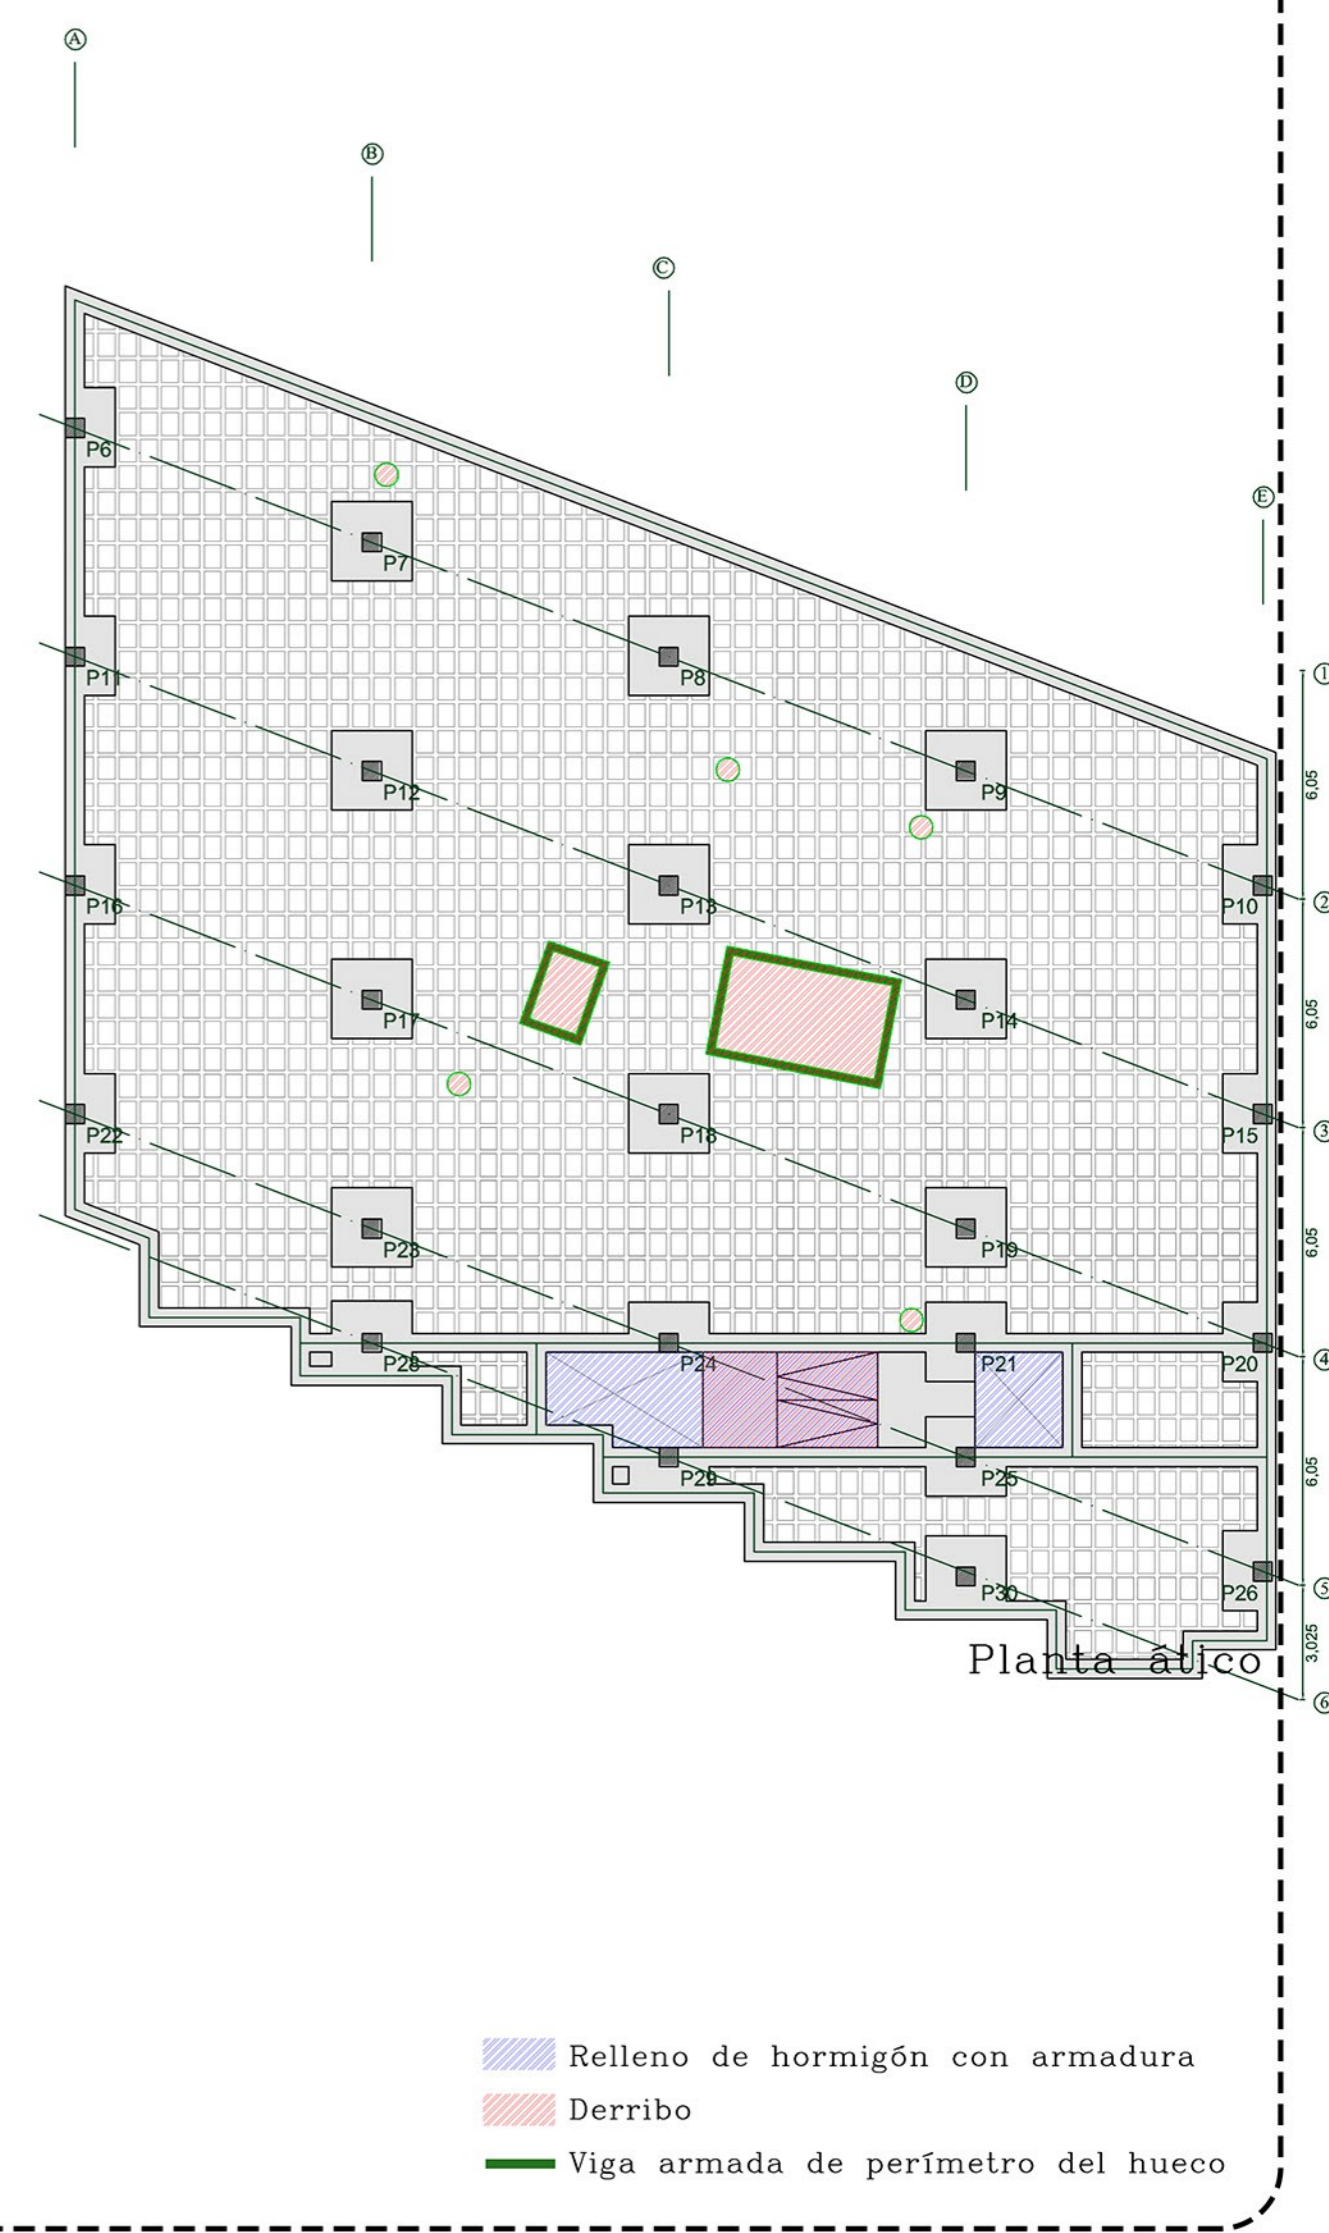 A
B
C
D
E
P6
P7
P11
P8
1
P12
P9
6,05
P16
P13
P10
2
P17
P14
6,05
P22
P18
P15
3
P23
P19
6,05
P28
P24
P21
P20
4
P29
P25
6,05
P30
P26
5
3,025
Planta ático
6
Relleno de hormigón con armadura
Derribo
Viga armada de perímetro del hueco